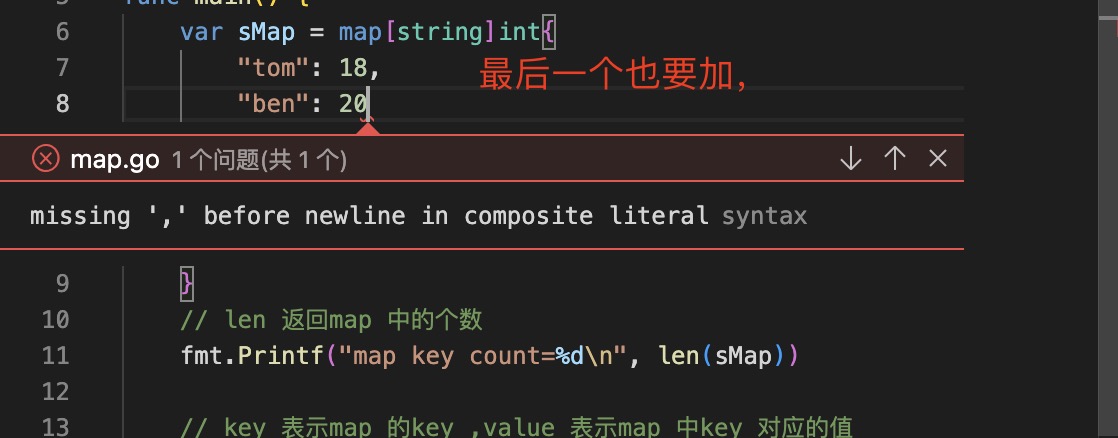 5 func main() {
6 var sMap = map[string]int{
7 "tom": 18,
最后一个也要加,
8 "ben": 20
map.go 1 个问题(共 1 个)
missing ',' before newline in composite literal syntax
9 }
10 // len 返回map 中的个数
11 fmt.Printf("map key count=%d\n", len(sMap))
12
13 // key 表示map 的key ,value 表示map 中key 对应的值